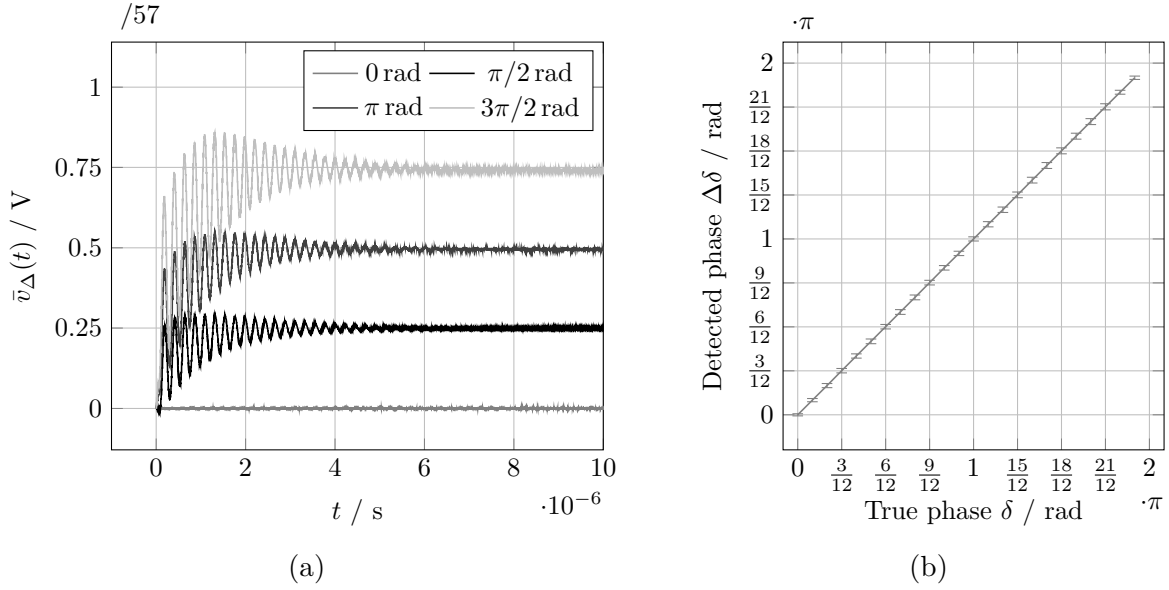 /57
1
0.75
0.5
0.25
0
v̄_Δ(t) / V
0 rad π/2 rad
π rad 3π/2 rad
0 2 4 6 8 10
·10⁻⁶
t / s
(a)
·π
2
21/12
18/12
15/12
1
9/12
6/12
3/12
0
Detected phase Δδ / rad
0 3/12 6/12 9/12 1 15/12 18/12 21/12 2
·π
True phase δ / rad
(b)